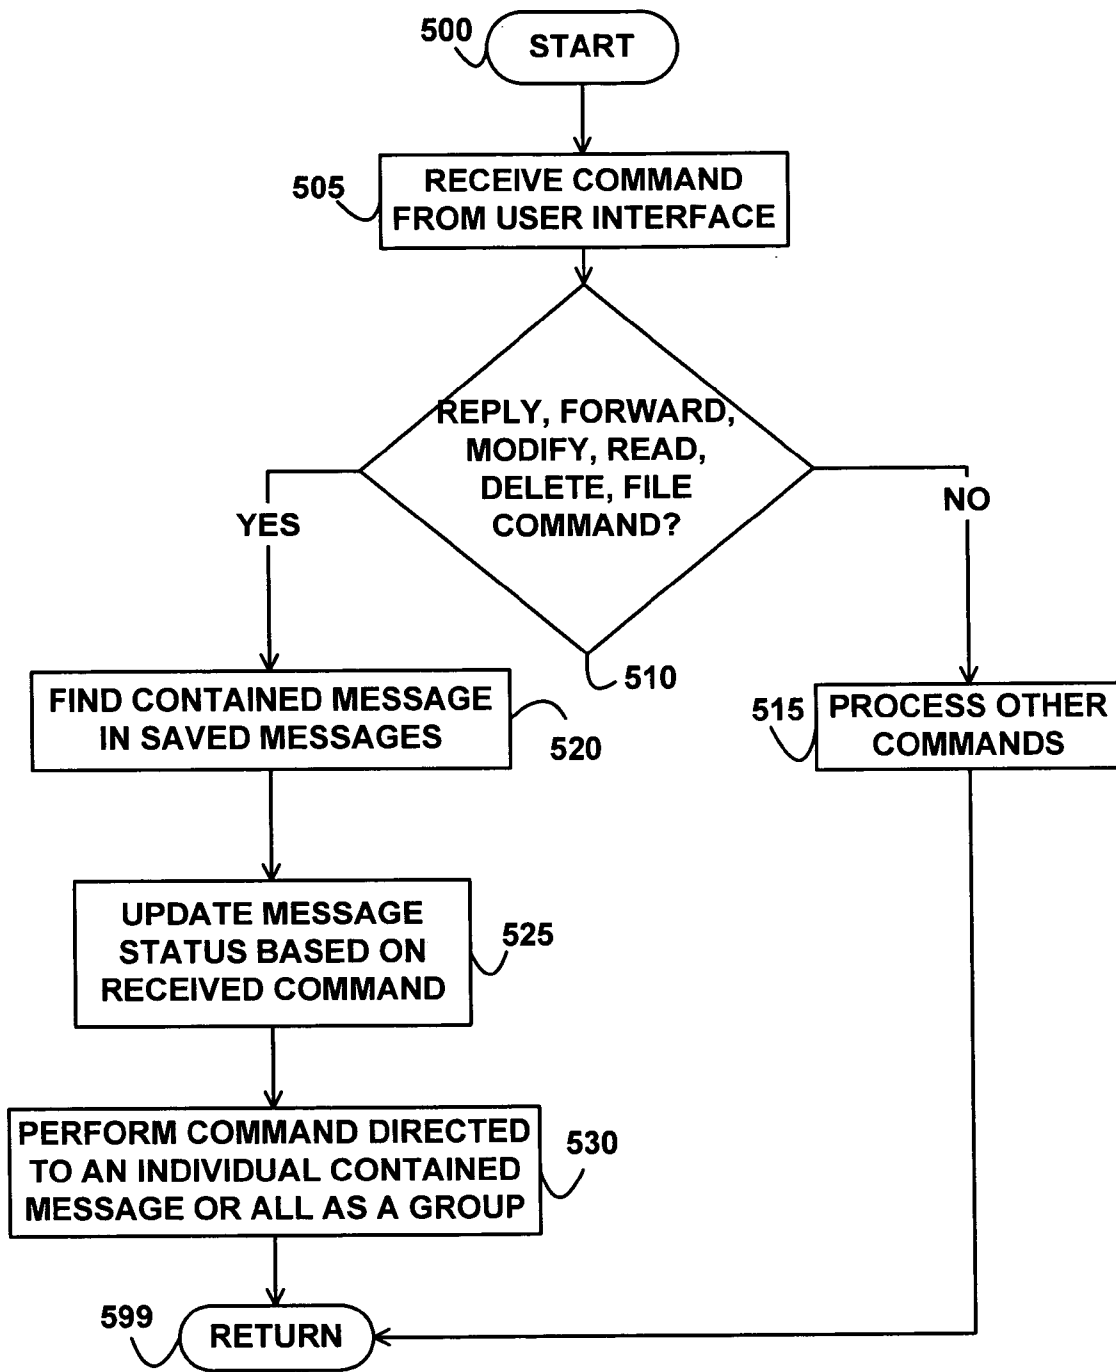 500
START
505
RECEIVE COMMAND
FROM USER INTERFACE
REPLY, FORWARD,
MODIFY, READ,
DELETE, FILE
COMMAND?
YES
NO
510
FIND CONTAINED MESSAGE
IN SAVED MESSAGES
520
515
PROCESS OTHER
COMMANDS
UPDATE MESSAGE
STATUS BASED ON
RECEIVED COMMAND
525
PERFORM COMMAND DIRECTED
TO AN INDIVIDUAL CONTAINED
MESSAGE OR ALL AS A GROUP
530
599
RETURN